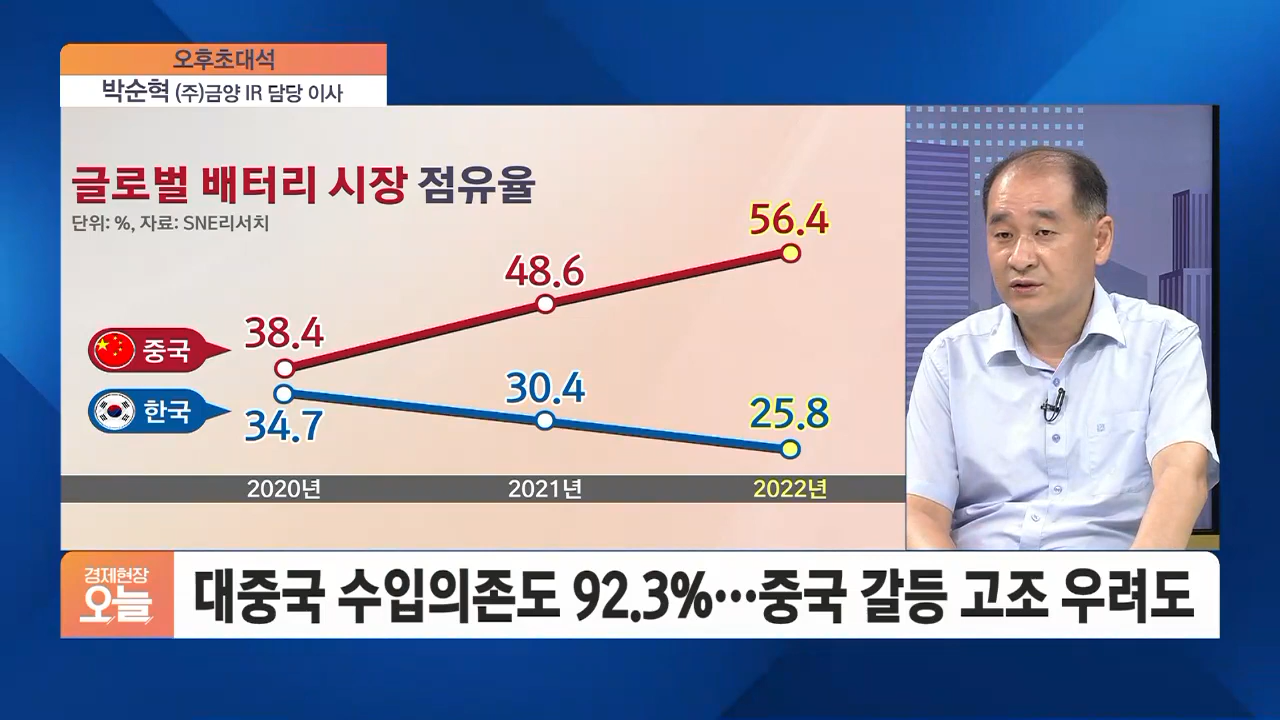 오후초대석
박순혁 (주)금양 IR 담당 이사
글로벌 배터리 시장 점유율
단위: %, 자료: SNE리서치
56.4
48.6
38.4
중국
한국
34.7
30.4
25.8
2020년
2021년
2022년
경제현장
오늘
대중국 수입의존도 92.3%…중국 갈등 고조 우려도